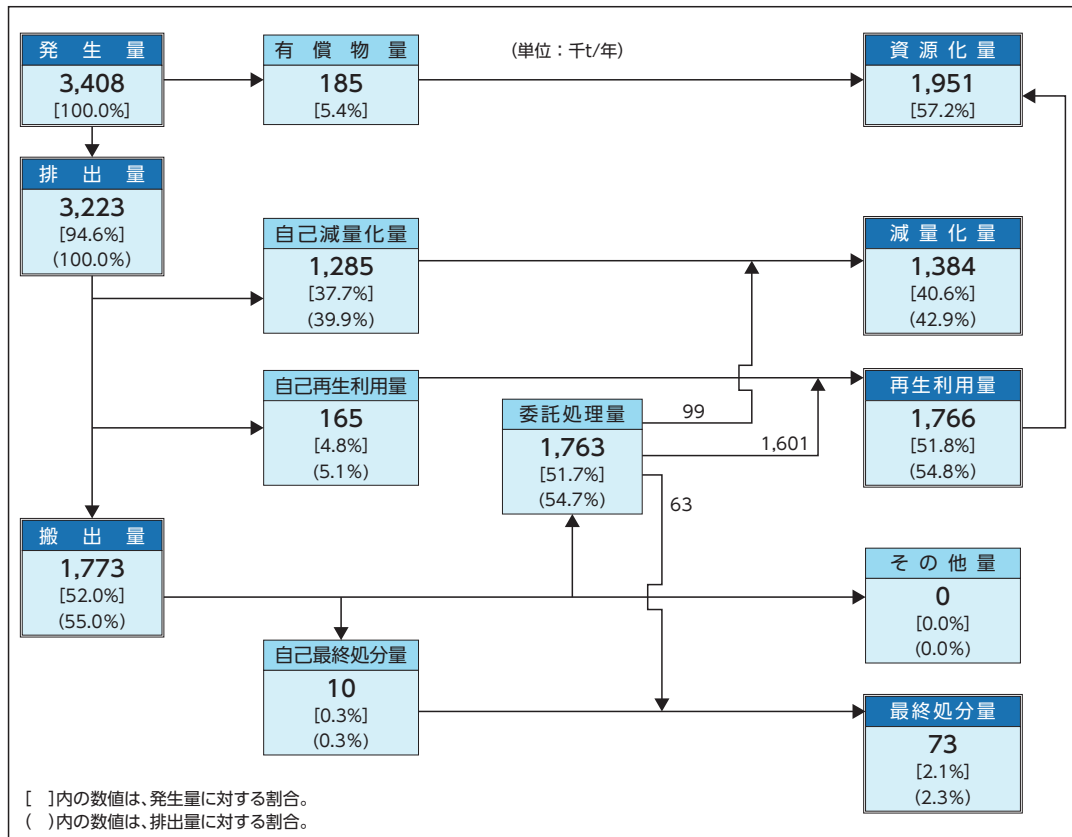 発生量
3,408
[100.0%]
有償物量
185
[5.4%]
(単位：千t/年)
資源化量
1,951
[57.2%]
排出量
3,223
[94.6%]
(100.0%)
自己減量化量
1,285
[37.7%]
(39.9%)
減量化量
1,384
[40.6%]
(42.9%)
自己再生利用量
165
[4.8%]
(5.1%)
委託処理量
1,763
[51.7%]
(54.7%)
99
1,601
63
再生利用量
1,766
[51.8%]
(54.8%)
搬出量
1,773
[52.0%]
(55.0%)
その他量
0
[0.0%]
(0.0%)
自己最終処分量
10
[0.3%]
(0.3%)
最終処分量
73
[2.1%]
(2.3%)
[　]内の数値は、発生量に対する割合。
(　)内の数値は、排出量に対する割合。